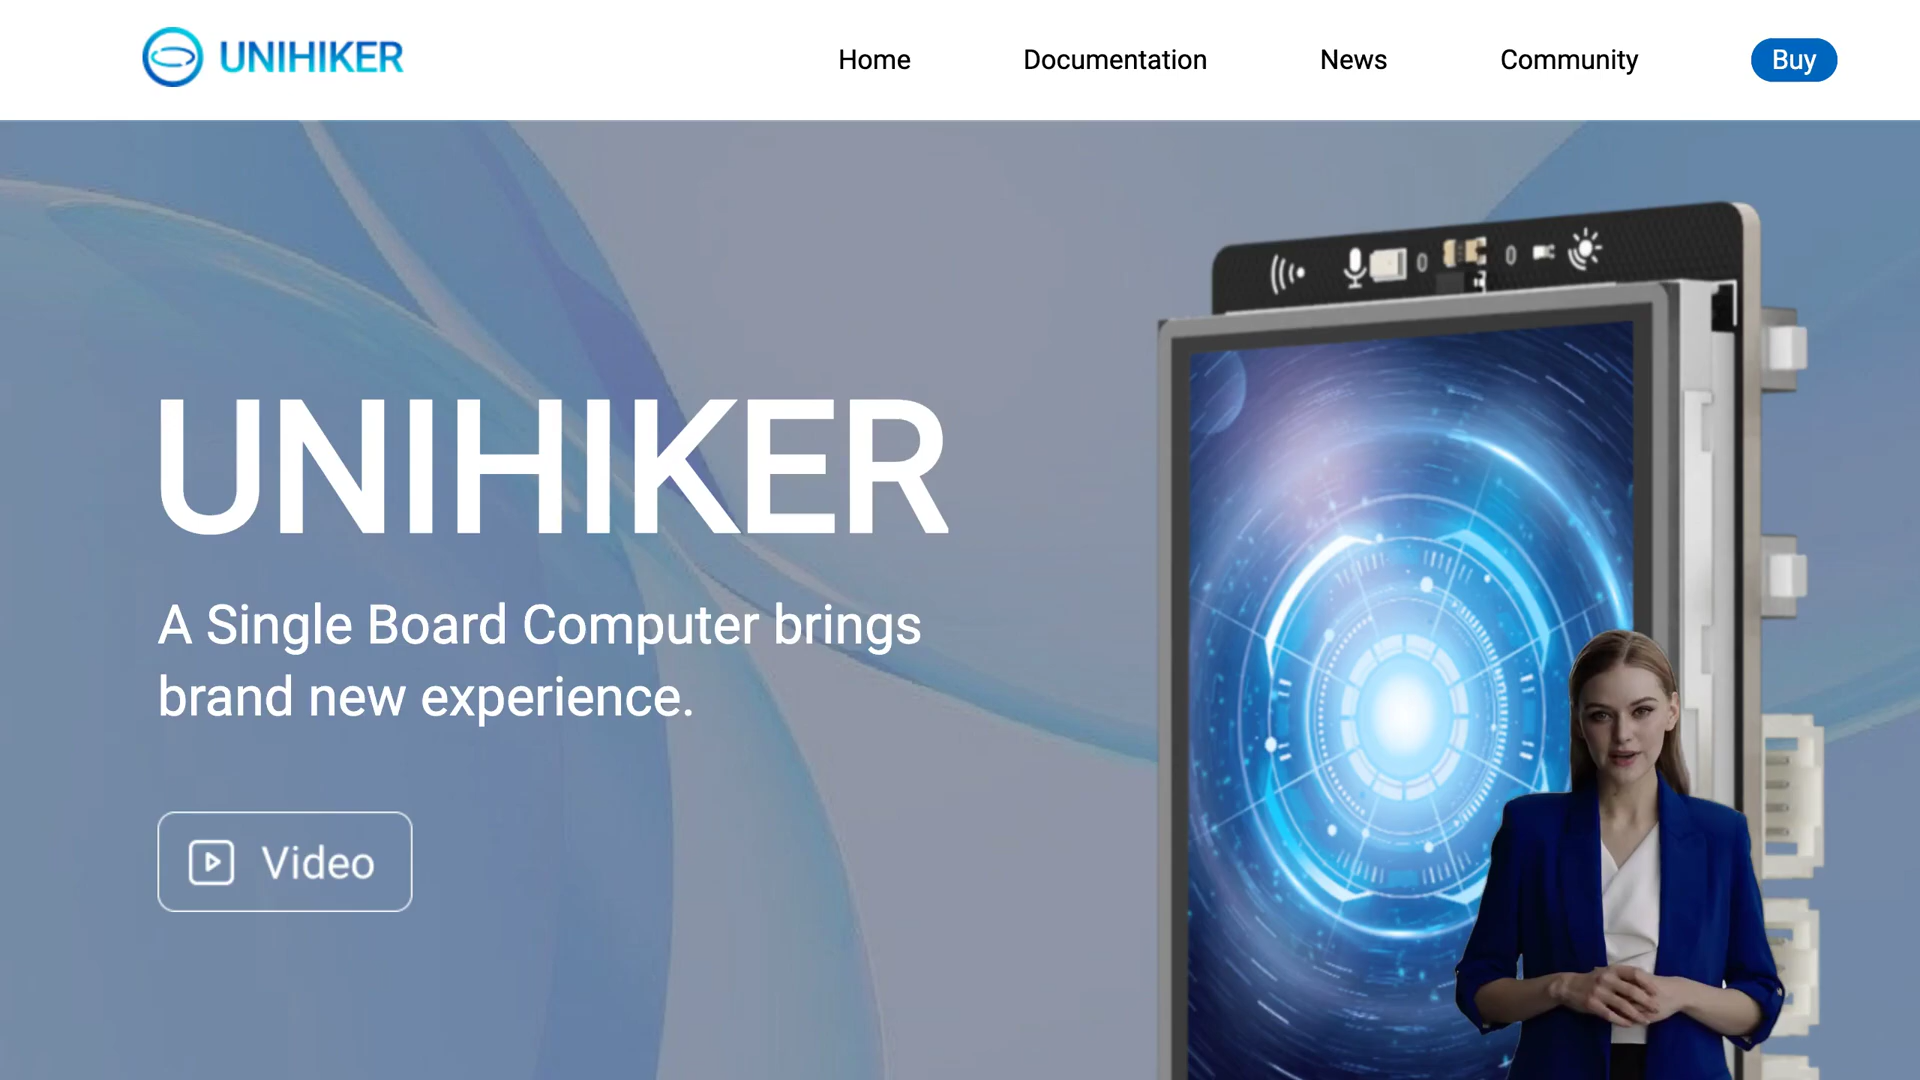 UNIHIKER
Home
Documentation
News
Community
Buy
UNIHIKER
A Single Board Computer brings
brand new experience.
Video